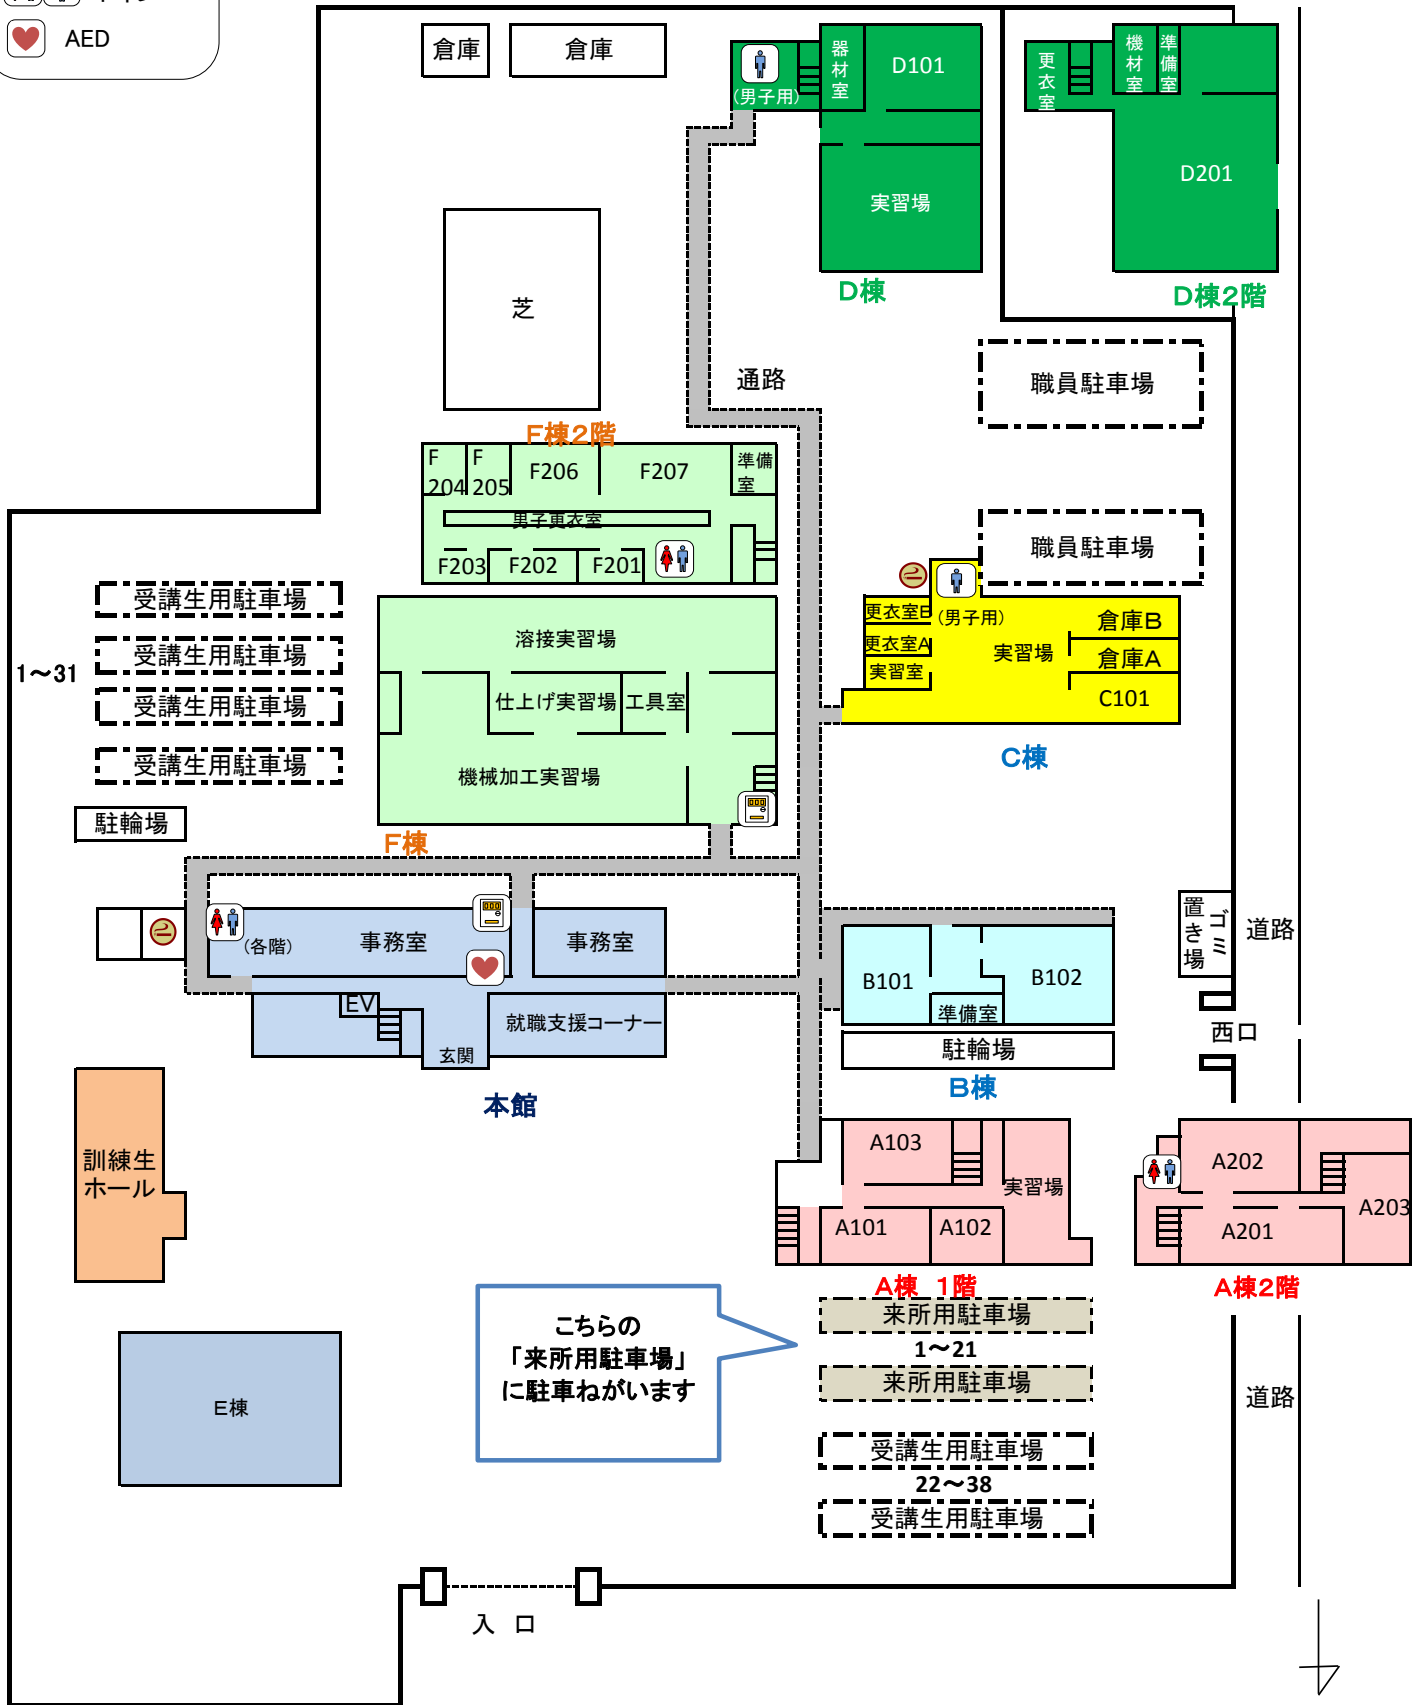 AED
倉庫
倉庫
(男子用)
器材室
D101
実習場
D棟
更衣室
機材室
準備室
D201
D棟2階
芝
通路
職員駐車場
職員駐車場
F棟2階
F
204
F
205
F206
F207
準備
室
男子更衣室
F203
F202
F201
受講生用駐車場
受講生用駐車場
受講生用駐車場
受講生用駐車場
1～31
駐輪場
溶接実習場
仕上げ実習場
工具室
機械加工実習場
F棟
更衣室B
(男子用)
更衣室A
実習室
実習場
倉庫B
倉庫A
C101
C棟
(各階)
事務室
事務室
EV
就職支援コーナー
玄関
本館
B101
B102
準備室
駐輪場
B棟
ゴミ
置き場
道路
西口
訓練生
ホール
A103
実習場
A101
A102
A棟 1階
A202
A203
A201
A棟2階
こちらの
「来所用駐車場」
に駐車ねがいます
来所用駐車場
1～21
来所用駐車場
受講生用駐車場
22～38
受講生用駐車場
道路
E棟
入 口